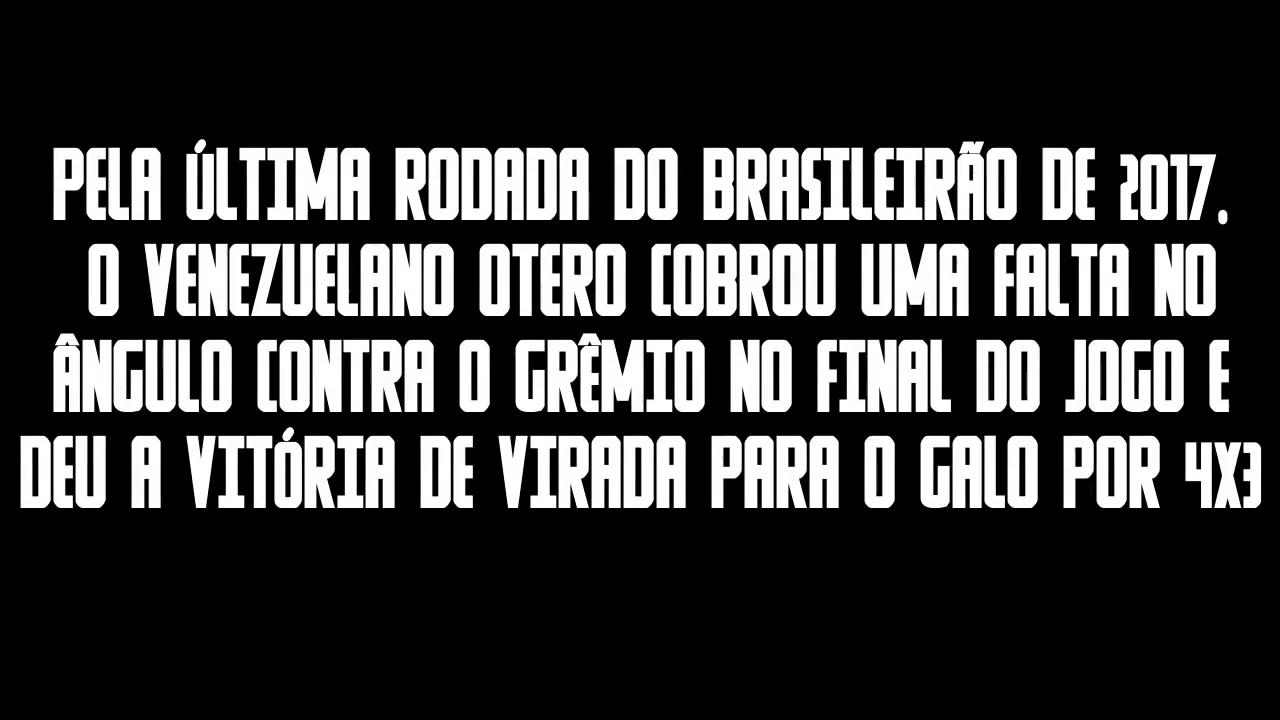 PELA ÚLTIMA RODADA DO BRASILEIRÃO DE 2017,
O VENEZUELANO OTERO COBROU UMA FALTA NO
ÂNGULO CONTRA O GRÊMIO NO FINAL DO JOGO E
DEU A VITÓRIA DE VIRADA PARA O GALO POR 4X3